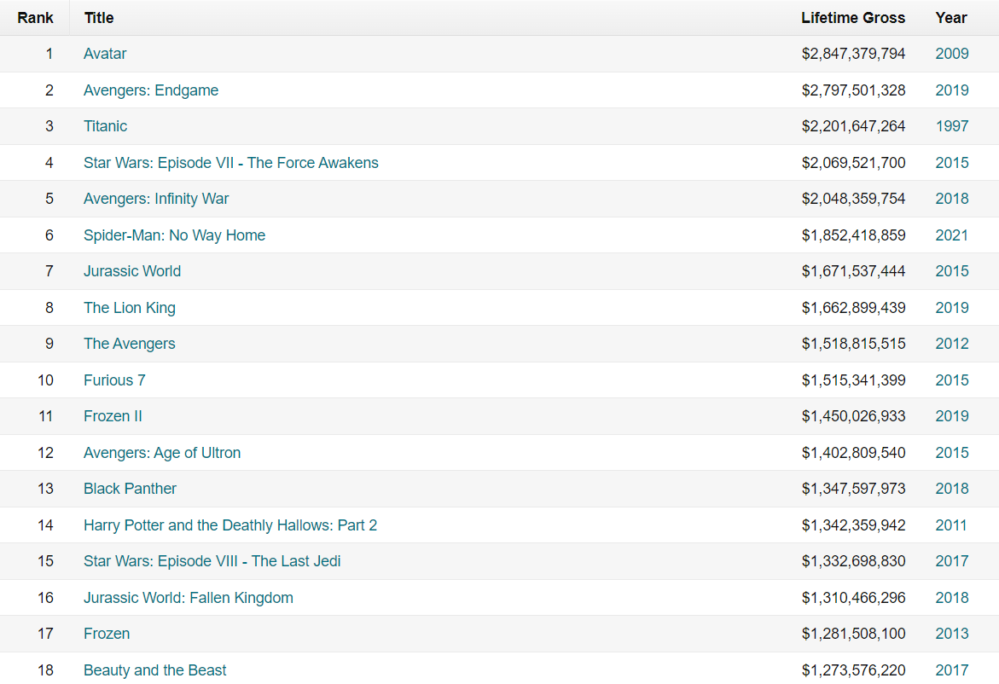 Rank Title Lifetime Gross Year
1 Avatar $2,847,379,794 2009
2 Avengers: Endgame $2,797,501,328 2019
3 Titanic $2,201,647,264 1997
4 Star Wars: Episode VII - The Force Awakens $2,069,521,700 2015
5 Avengers: Infinity War $2,048,359,754 2018
6 Spider-Man: No Way Home $1,852,418,859 2021
7 Jurassic World $1,671,537,444 2015
8 The Lion King $1,662,899,439 2019
9 The Avengers $1,518,815,515 2012
10 Furious 7 $1,515,341,399 2015
11 Frozen II $1,450,026,933 2019
12 Avengers: Age of Ultron $1,402,809,540 2015
13 Black Panther $1,347,597,973 2018
14 Harry Potter and the Deathly Hallows: Part 2 $1,342,359,942 2011
15 Star Wars: Episode VIII - The Last Jedi $1,332,698,830 2017
16 Jurassic World: Fallen Kingdom $1,310,466,296 2018
17 Frozen $1,281,508,100 2013
18 Beauty and the Beast $1,273,576,220 2017